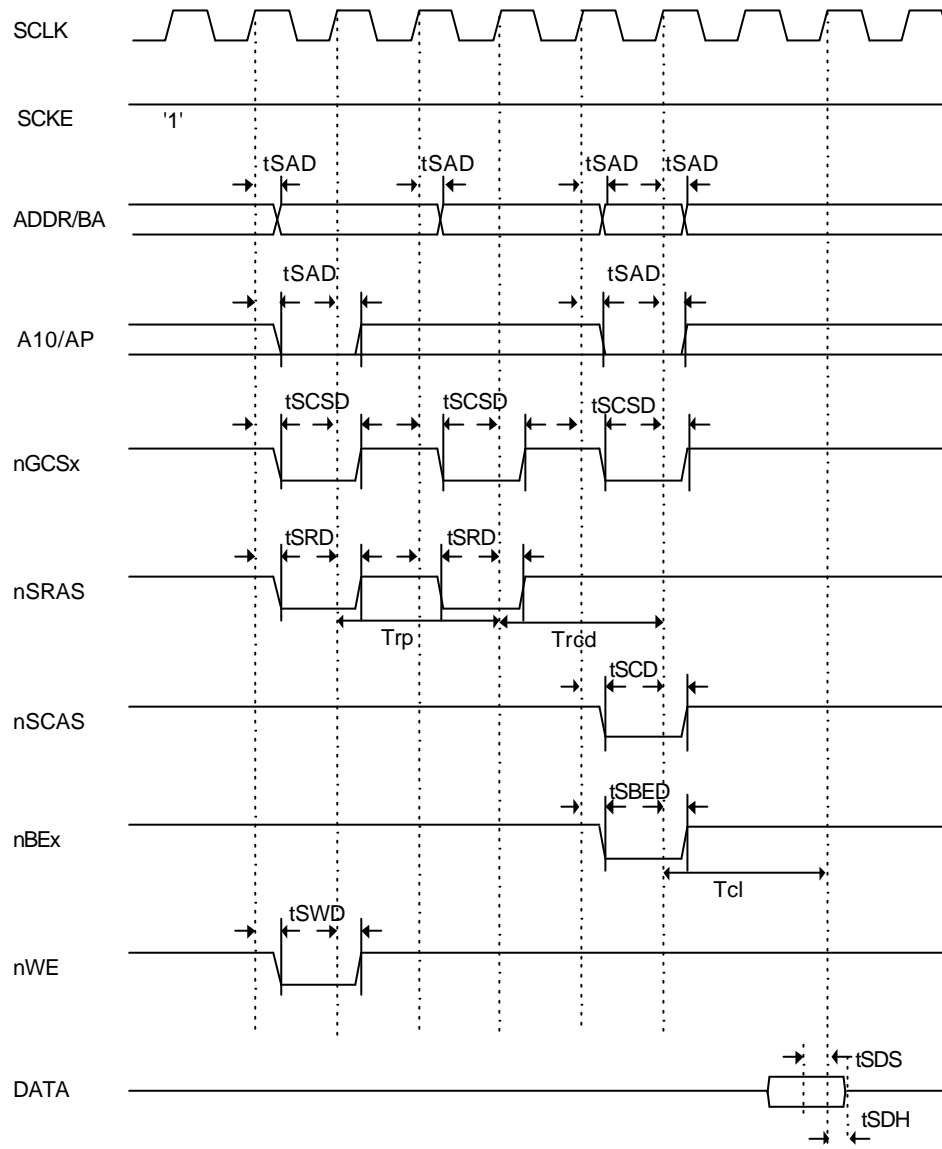 SCLK
SCKE '1'
tSAD tSAD tSAD tSAD
ADDR/BA
tSAD tSAD
A10/AP
tSCSD tSCSD tSCSD
nGCSx
tSRD tSRD
nSRAS
Trp Trcd
tSCD
nSCAS
tSBED
nBEx
Tcl
tSWD
nWE
tSDS
DATA
tSDH